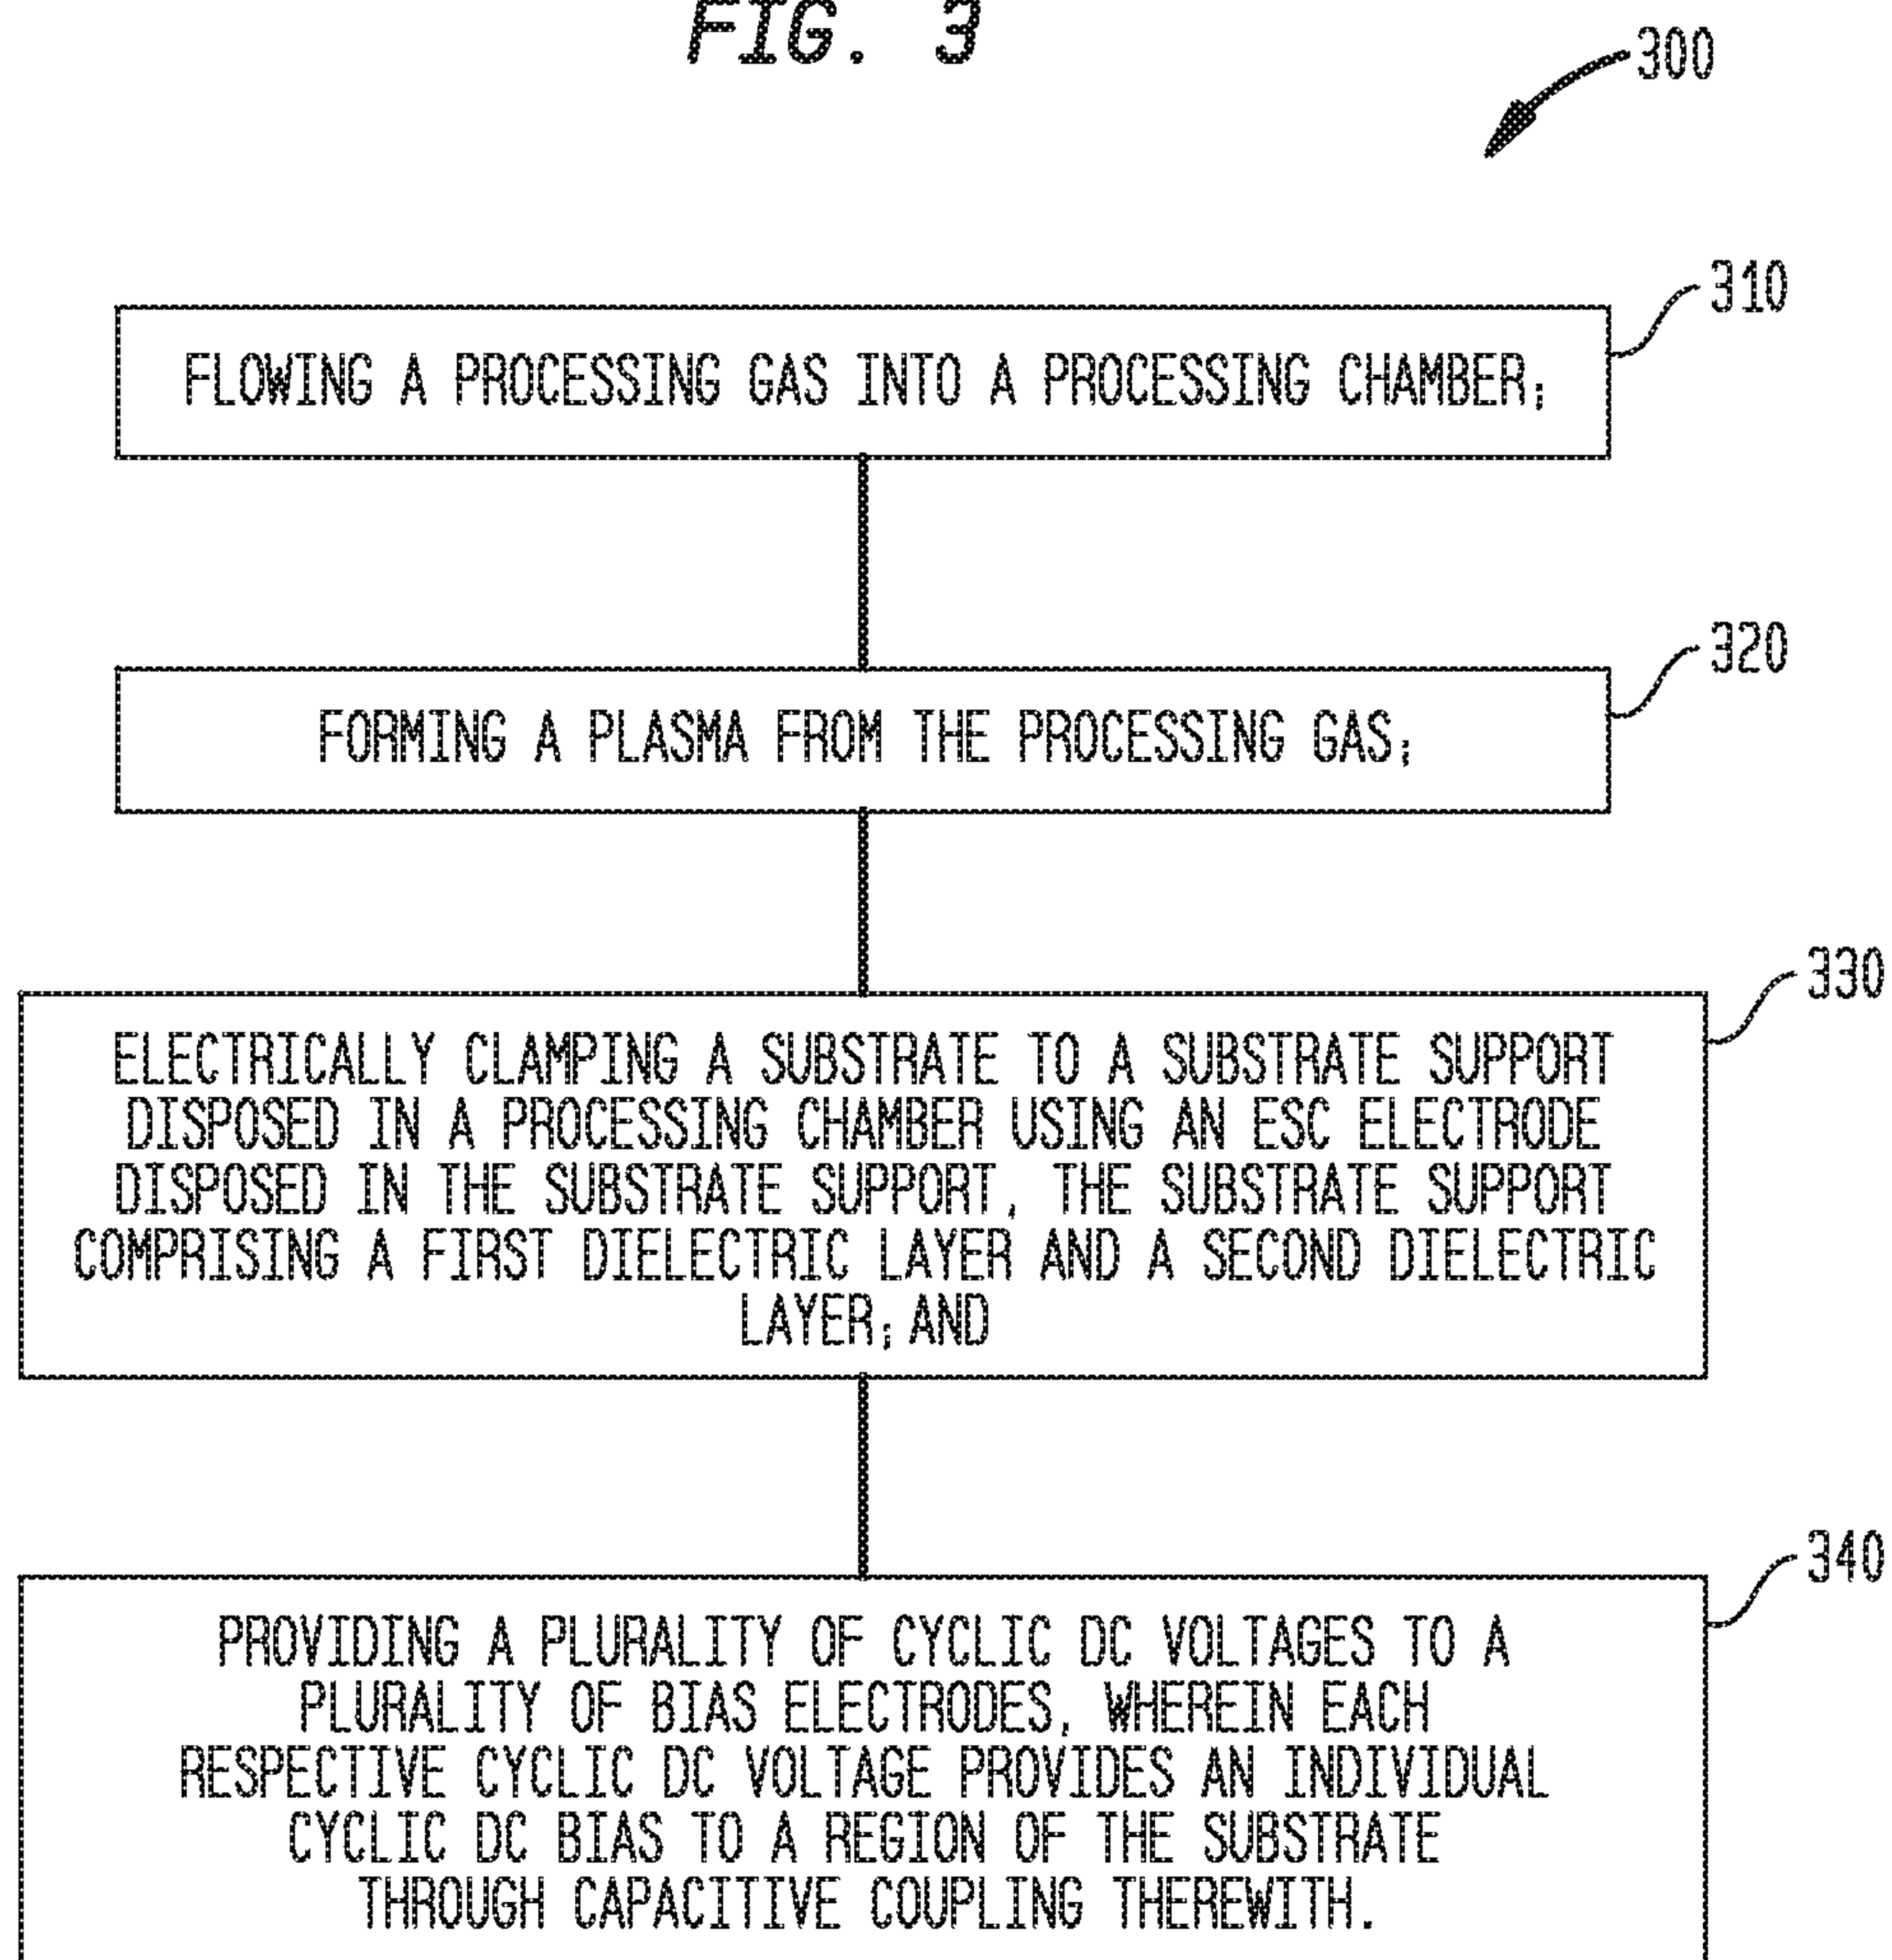 FIG. 3
300
310
FLOWING A PROCESSING GAS INTO A PROCESSING CHAMBER;
320
FORMING A PLASMA FROM THE PROCESSING GAS;
330
ELECTRICALLY CLAMPING A SUBSTRATE TO A SUBSTRATE SUPPORT
DISPOSED IN A PROCESSING CHAMBER USING AN ESC ELECTRODE
DISPOSED IN THE SUBSTRATE SUPPORT, THE SUBSTRATE SUPPORT
COMPRISING A FIRST DIELECTRIC LAYER AND A SECOND DIELECTRIC
LAYER; AND
340
PROVIDING A PLURALITY OF CYCLIC DC VOLTAGES TO A
PLURALITY OF BIAS ELECTRODES, WHEREIN EACH
RESPECTIVE CYCLIC DC VOLTAGE PROVIDES AN INDIVIDUAL
CYCLIC DC BIAS TO A REGION OF THE SUBSTRATE
THROUGH CAPACITIVE COUPLING THEREWITH.